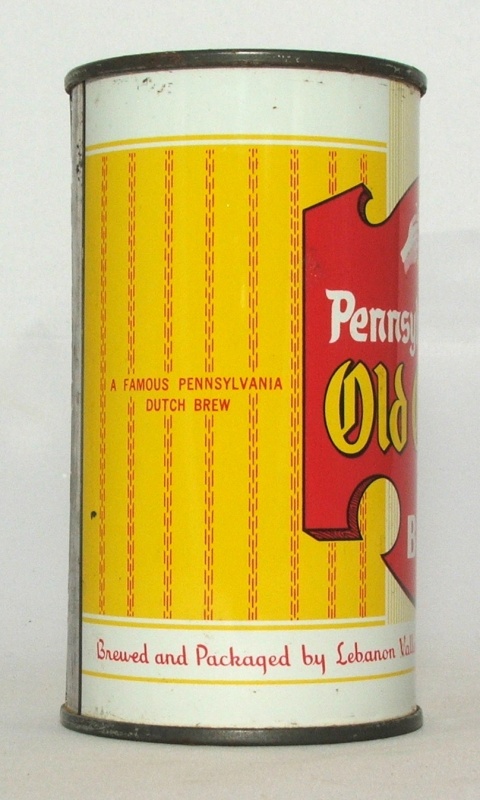 Pennsy
Old
A FAMOUS PENNSYLVANIA
DUTCH BREW
B
Brewed and Packaged by Lebanon Vall